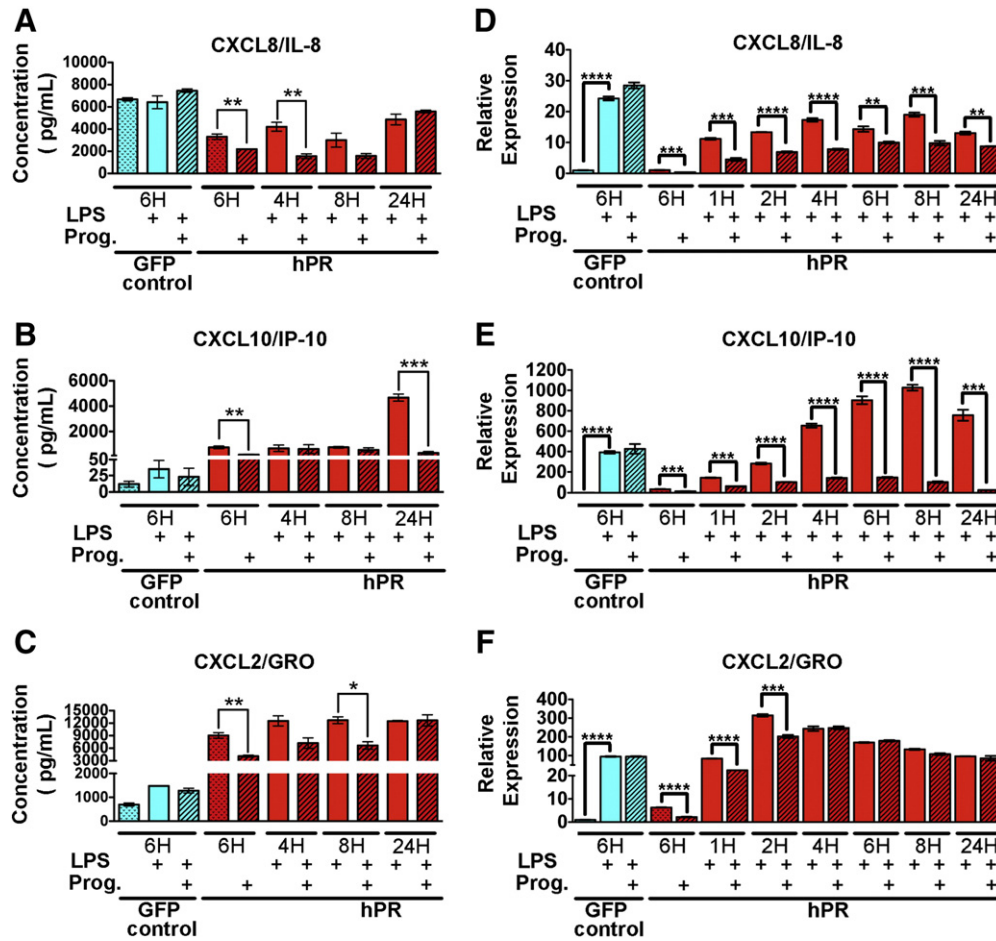 A
CXCL8/IL-8
Concentration
( pg/mL)
10000
8000
6000
4000
2000
0
** **
6H 6H 4H 8H 24H
LPS + + + + + + + +
Prog. + + + + +
GFP
control
hPR
B
CXCL10/IP-10
Concentration
( pg/mL)
6000
4000
2000
50
25
0
** ***
6H 6H 4H 8H 24H
LPS + + + + + + + +
Prog. + + + + +
GFP
control
hPR
C
CXCL2/GRO
Concentration
( pg/mL)
15000
12000
9000
6000
3000
2000
1000
0
** *
6H 6H 4H 8H 24H
LPS + + + + + + + +
Prog. + + + + +
GFP
control
hPR
D
CXCL8/IL-8
Relative
Expression
40
30
20
10
0
**** *** *** **** **** ** *** **
6H 6H 1H 2H 4H 6H 8H 24H
LPS + + + + + + + + + + + + + +
Prog. + + + + + + + +
GFP
control
hPR
E
CXCL10/IP-10
Relative
Expression
1200
1000
800
600
400
200
0
**** *** *** **** **** **** **** ***
6H 6H 1H 2H 4H 6H 8H 24H
LPS + + + + + + + + + + + + + +
Prog. + + + + + + + +
GFP
control
hPR
F
CXCL2/GRO
Relative
Expression
400
300
200
100
20
10
0
**** **** **** ***
6H 6H 1H 2H 4H 6H 8H 24H
LPS + + + + + + + + + + + + + +
Prog. + + + + + + + +
GFP
control
hPR